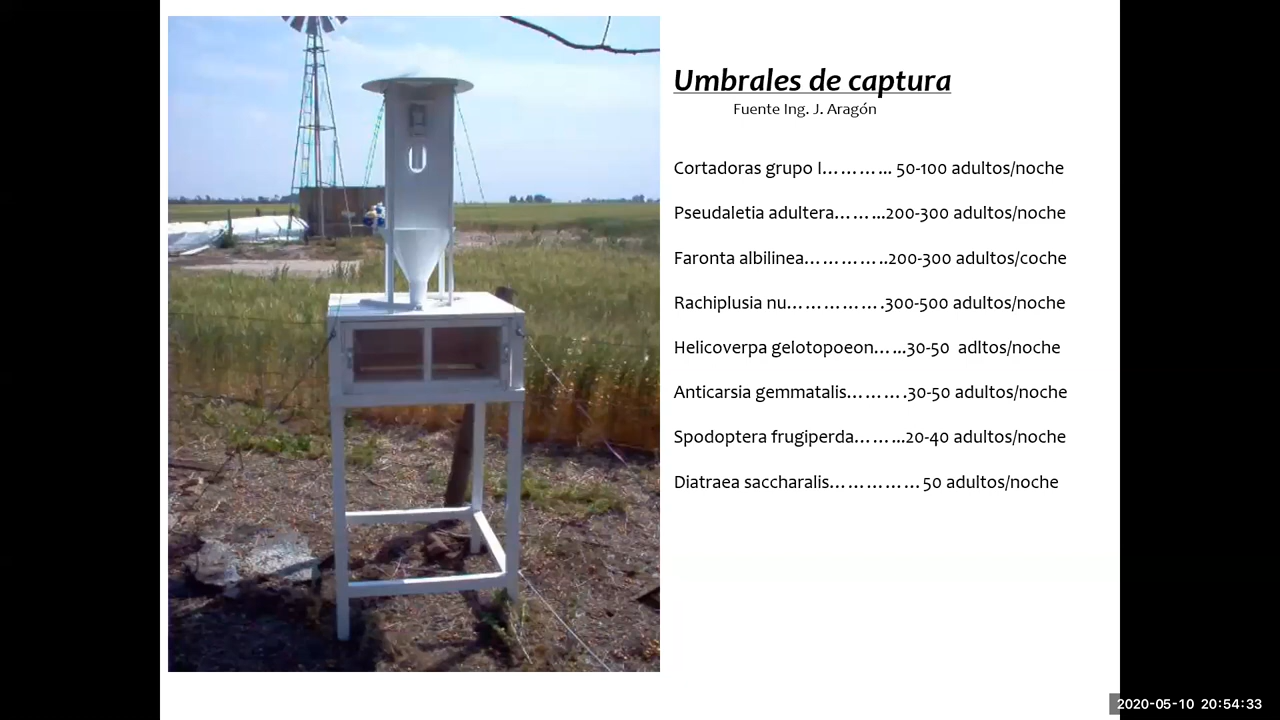 Umbrales de captura
Fuente Ing. J. Aragón
Cortadoras grupo I………... 50-100 adultos/noche
Pseudaletia adultera……...200-300 adultos/noche
Faronta albilinea…………..200-300 adultos/coche
Rachiplusia nu…………….300-500 adultos/noche
Helicoverpa gelotopoeon…...30-50 adltos/noche
Anticarsia gemmatalis……….30-50 adultos/noche
Spodoptera frugiperda……...20-40 adultos/noche
Diatraea saccharalis……………50 adultos/noche
2020-05-10 20:54:33